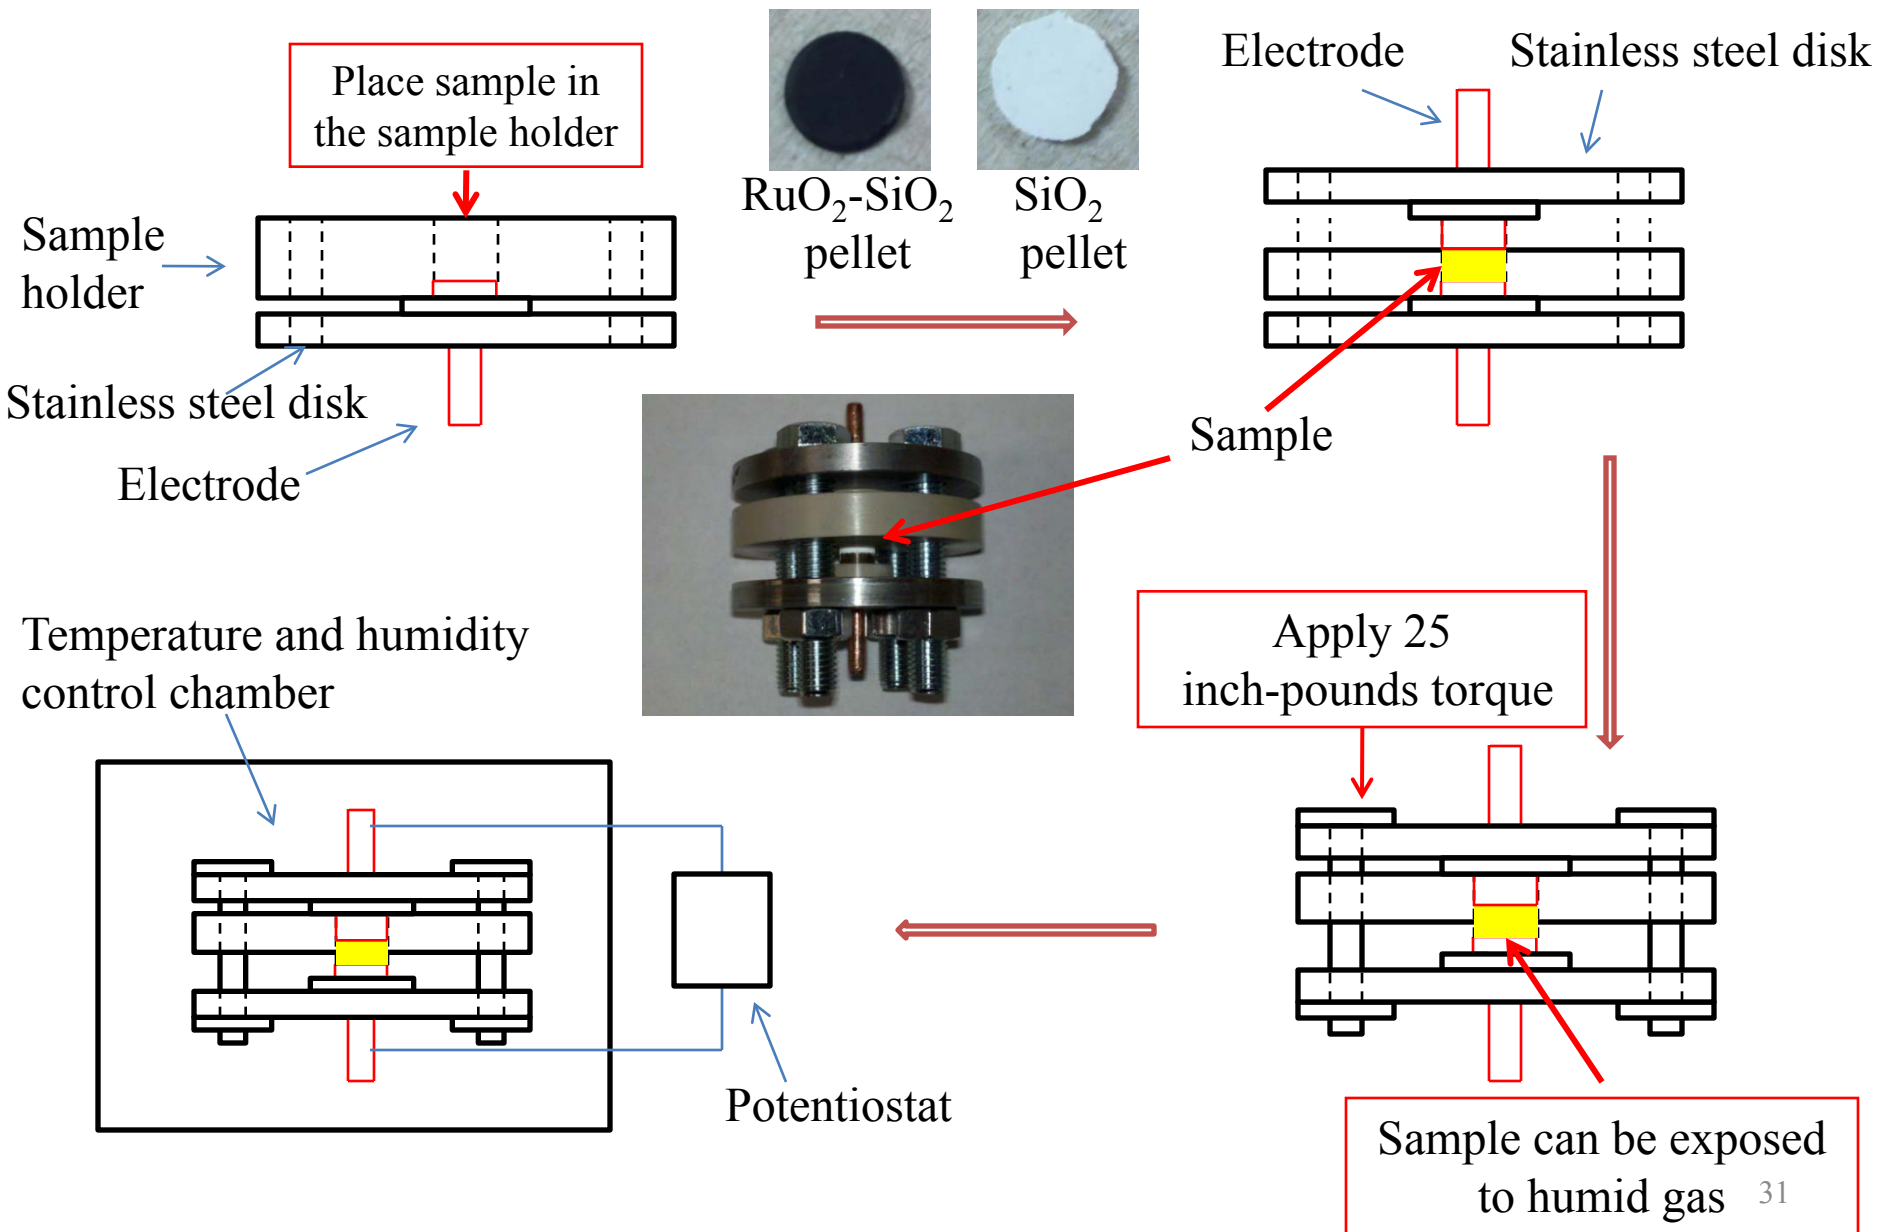 Place sample in
the sample holder
Sample
holder
Stainless steel disk
Electrode
RuO₂-SiO₂
pellet
SiO₂
pellet
Electrode
Stainless steel disk
Sample
Apply 25
inch-pounds torque
Sample can be exposed
to humid gas
Temperature and humidity
control chamber
Potentiostat
31